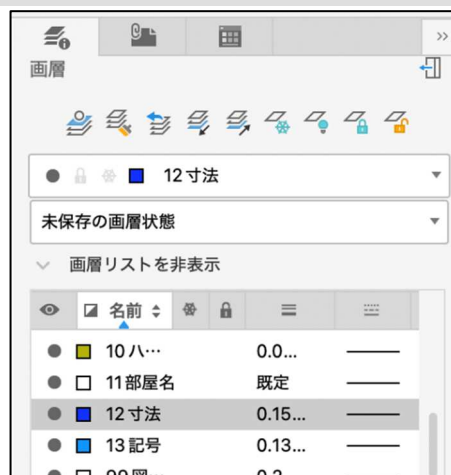 画層
12寸法
未保存の画層状態
画層リストを非表示
名前
10ハ… 0.0...
11部屋名 既定
12寸法 0.15...
13記号 0.13...